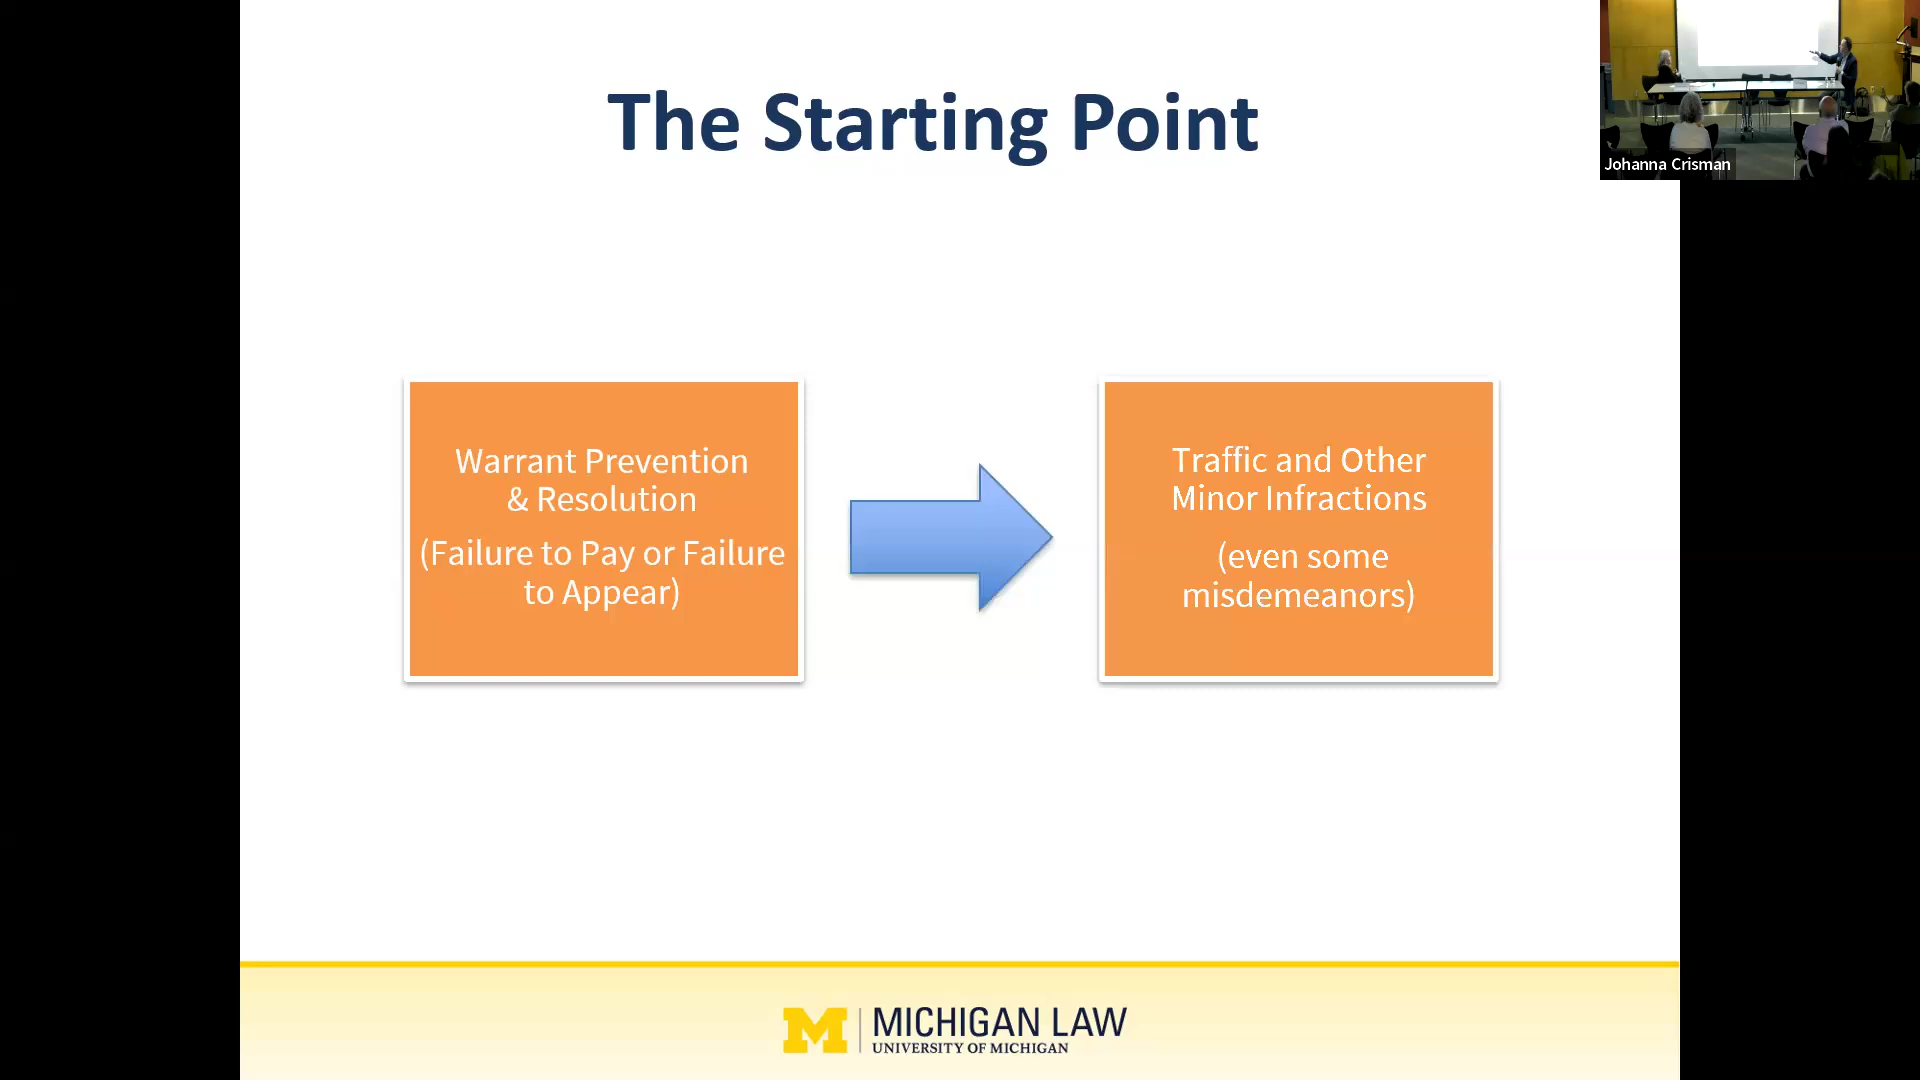 The Starting Point
Johanna Crisman
Warrant Prevention
& Resolution
(Failure to Pay or Failure
to Appear)
Traffic and Other
Minor Infractions
(even some
misdemeanors)
M
MICHIGAN LAW
UNIVERSITY OF MICHIGAN